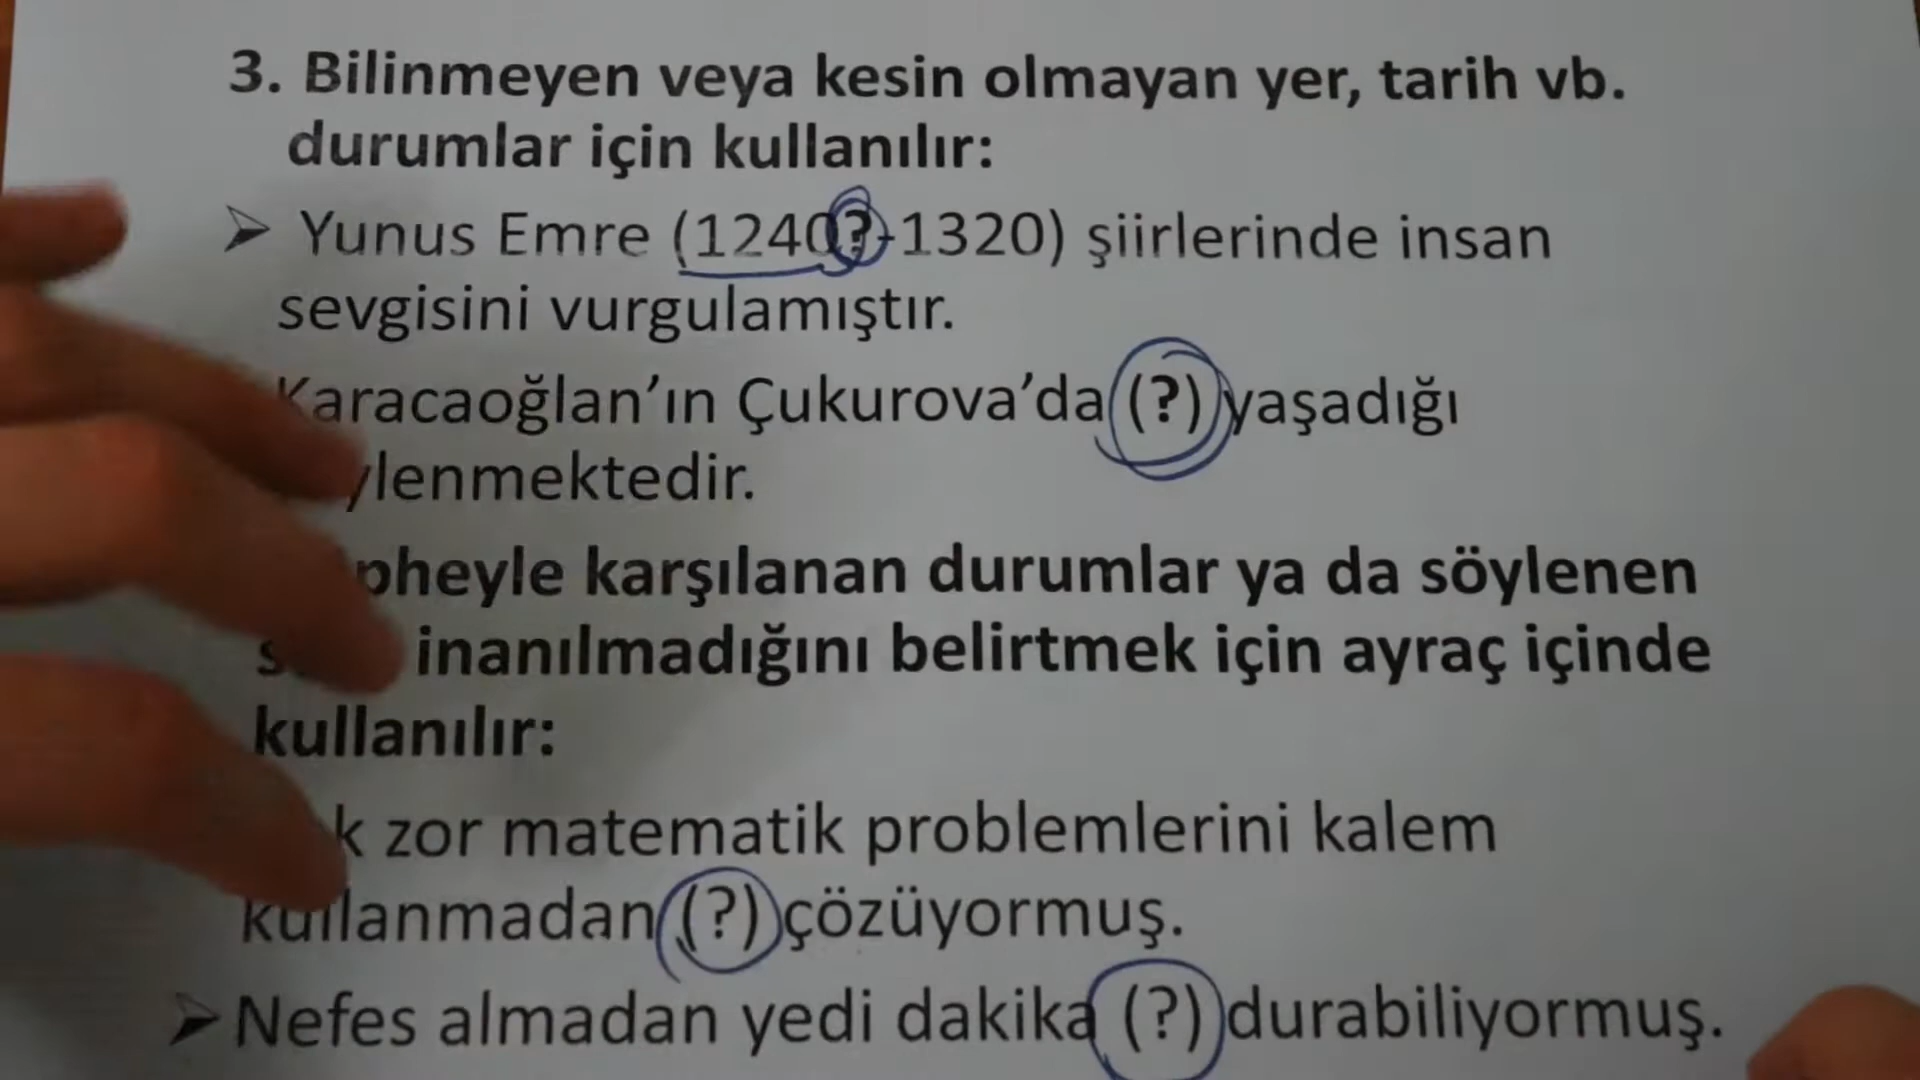 3. Bilinmeyen veya kesin olmayan yer, tarih vb.
durumlar için kullanılır:
➢ Yunus Emre (1240?-1320) şiirlerinde insan
sevgisini vurgulamıştır.
Karacaoğlan’ın Çukurova’da (?) yaşadığı
ylenmektedir.
pheyle karşılanan durumlar ya da söylenen
inanılmadığını belirtmek için ayraç içinde
kullanılır:
k zor matematik problemlerini kalem
kullanmadan (?) çözüyormuş.
➢ Nefes almadan yedi dakika (?) durabiliyormuş.